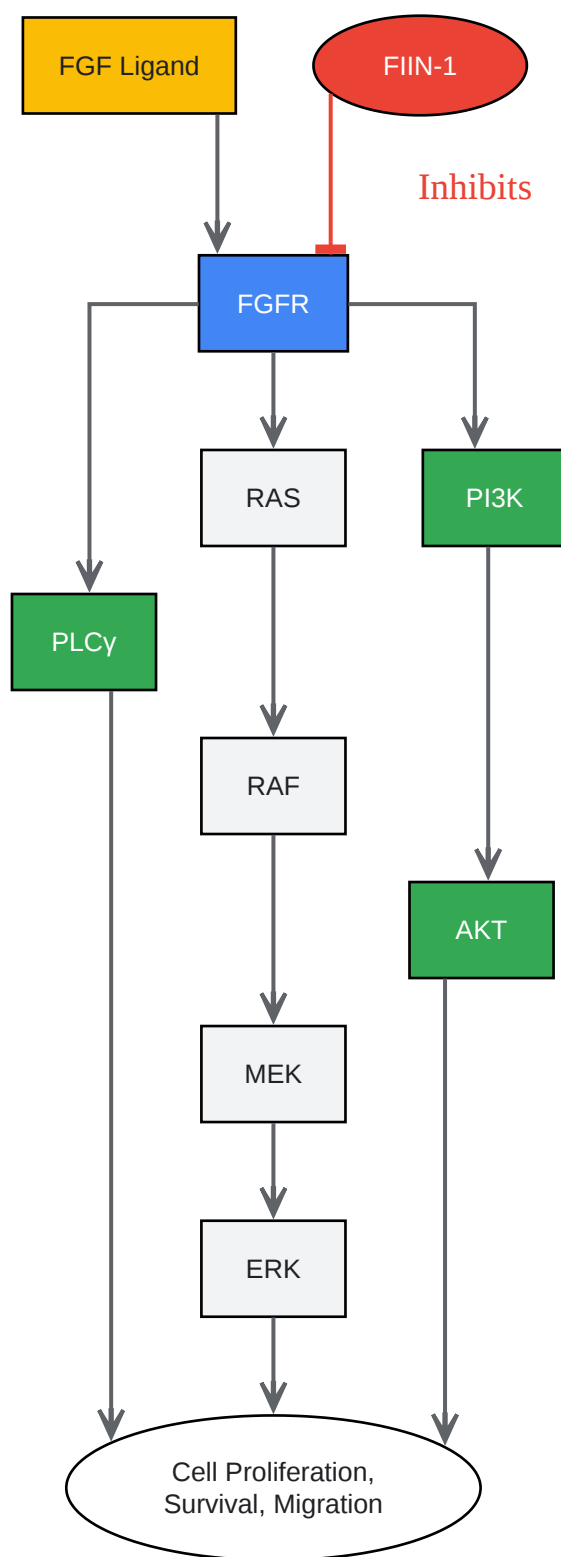 FGF Ligand
FIIN-1
Inhibits
FGFR
RAS
PI3K
PLCγ
RAF
AKT
MEK
ERK
Cell Proliferation,
Survival, Migration